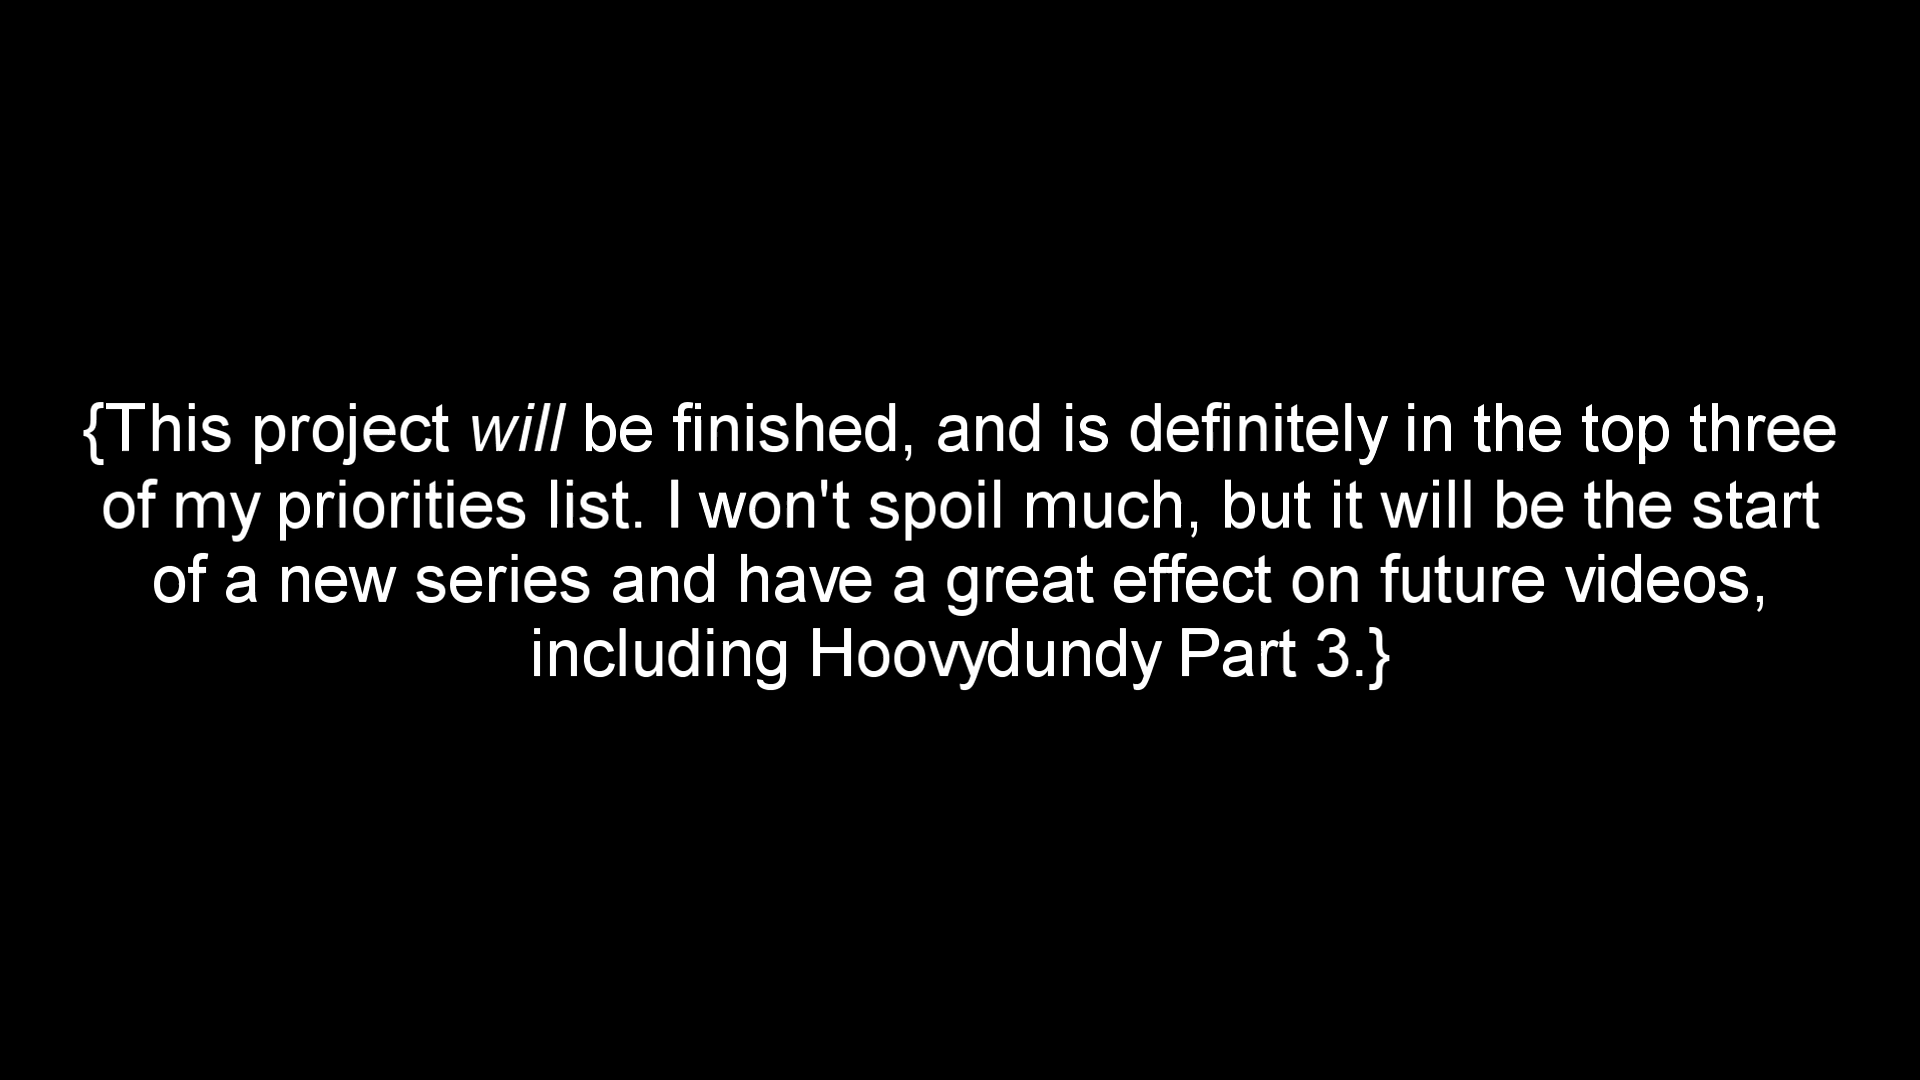 {This project will be finished, and is definitely in the top three
of my priorities list. I won't spoil much, but it will be the start
of a new series and have a great effect on future videos,
including Hoovydundy Part 3.}